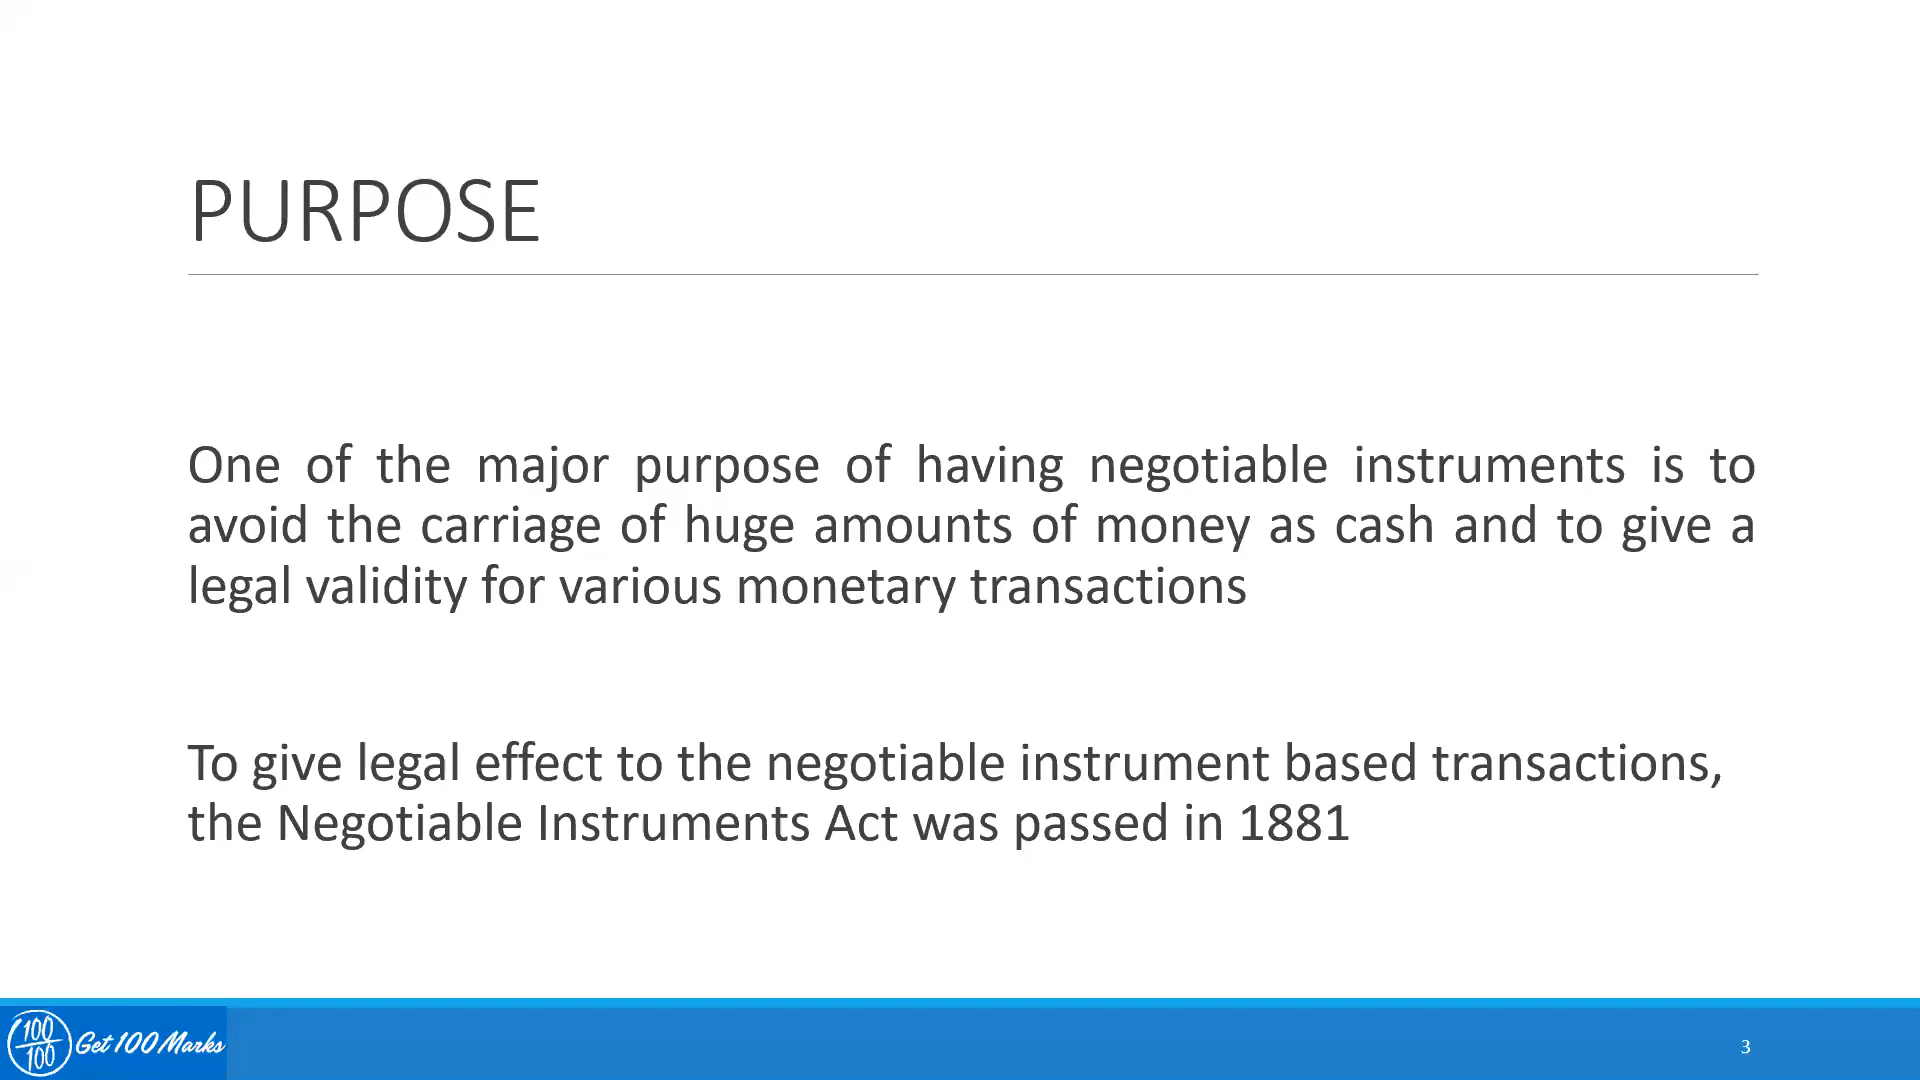 PURPOSE
One of the major purpose of having negotiable instruments is to
avoid the carriage of huge amounts of money as cash and to give a
legal validity for various monetary transactions
To give legal effect to the negotiable instrument based transactions,
the Negotiable Instruments Act was passed in 1881
100
100
Get 100 Marks
3